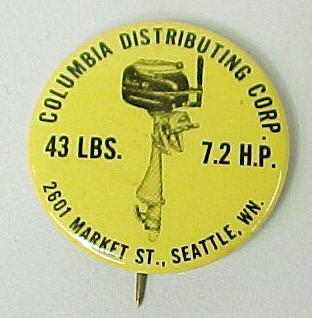 COLUMBIA DISTRIBUTING CORP.
43 LBS.
7.2 H.P.
2601 MARKET ST., SEATTLE, WN.